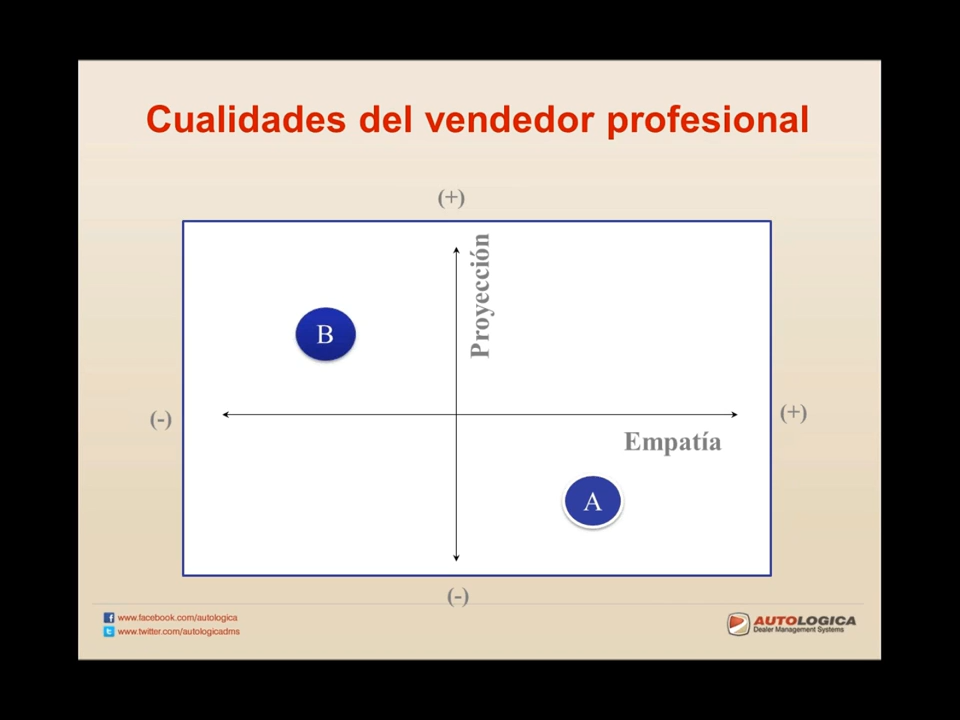 Cualidades del vendedor profesional
(+)
Proyección
B
(-)
(+)
Empatía
A
(-)
www.facebook.com/autologica
www.twitter.com/autologicadms
AUTOLOGICA
Dealer Management Systems